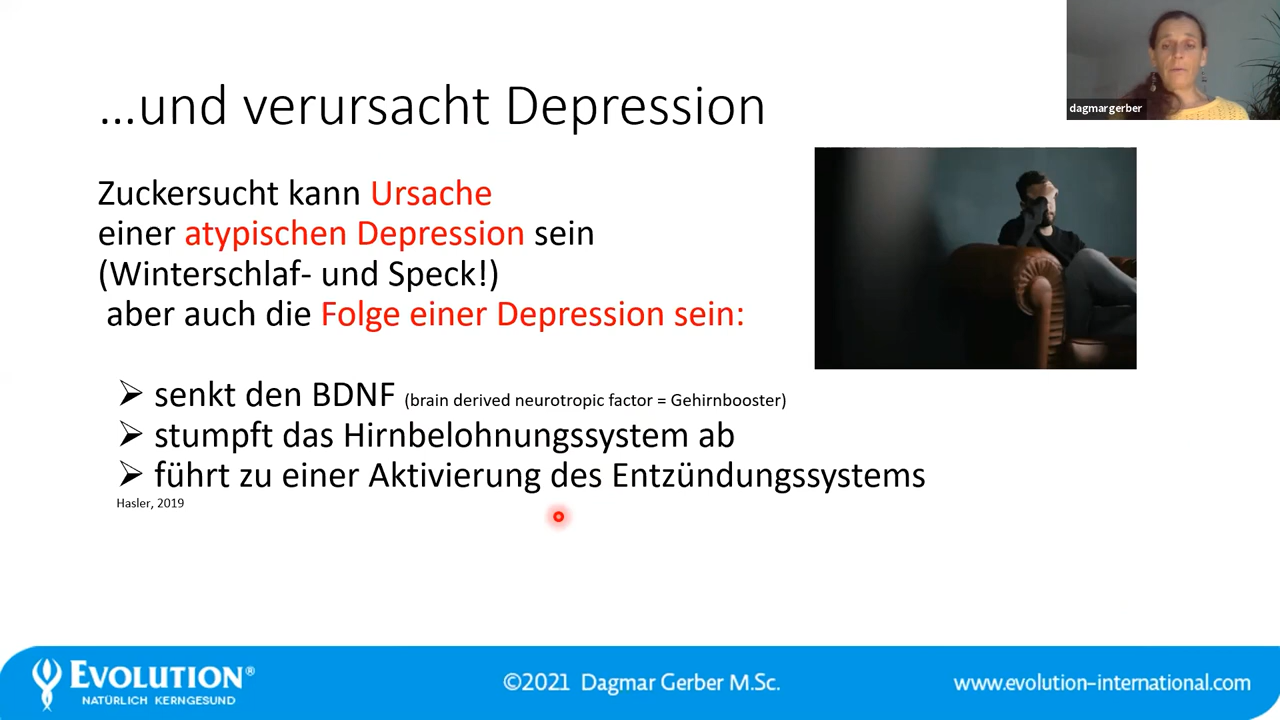 ...und verursacht Depression
dagmargerber
Zuckersucht kann Ursache
einer atypischen Depression sein
(Winterschlaf- und Speck!)
aber auch die Folge einer Depression sein:
➢ senkt den BDNF (brain derived neurotropic factor = Gehirnbooster)
➢ stumpft das Hirnbelohnungssystem ab
➢ führt zu einer Aktivierung des Entzündungssystems
Hasler, 2019
EVOLUTION®
NATÜRLICH KERNGESUND
©2021 Dagmar Gerber M.Sc.
www.evolution-international.com